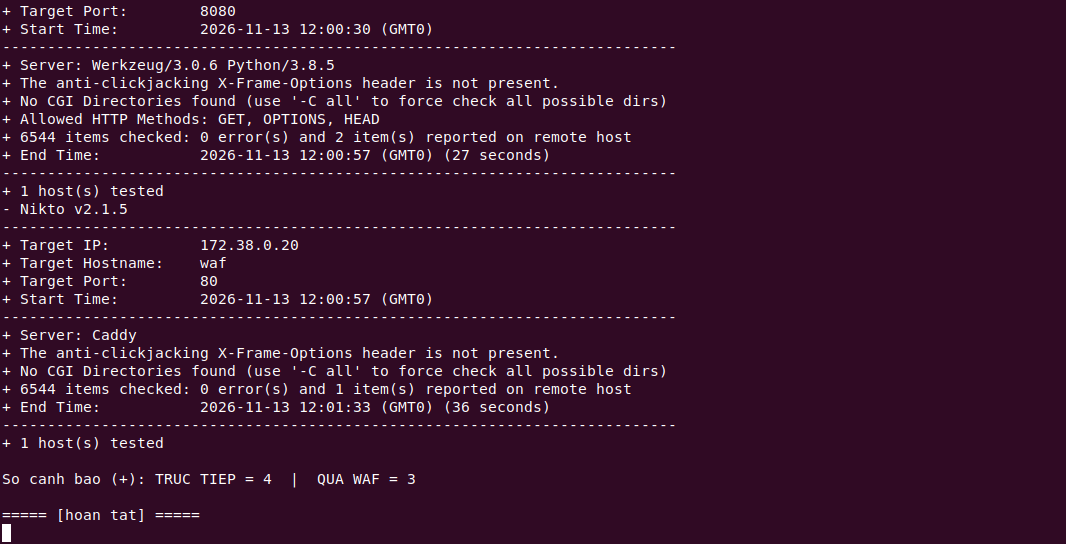 + Target Port:        8080
+ Start Time:         2026-11-13 12:00:30 (GMT0)
---------------------------------------------------------------------------
+ Server: Werkzeug/3.0.6 Python/3.8.5
+ The anti-clickjacking X-Frame-Options header is not present.
+ No CGI Directories found (use '-C all' to force check all possible dirs)
+ Allowed HTTP Methods: GET, OPTIONS, HEAD
+ 6544 items checked: 0 error(s) and 2 item(s) reported on remote host
+ End Time:           2026-11-13 12:00:57 (GMT0) (27 seconds)
---------------------------------------------------------------------------
+ 1 host(s) tested
- Nikto v2.1.5
---------------------------------------------------------------------------
+ Target IP:          172.38.0.20
+ Target Hostname:    waf
+ Target Port:        80
+ Start Time:         2026-11-13 12:00:57 (GMT0)
---------------------------------------------------------------------------
+ Server: Caddy
+ The anti-clickjacking X-Frame-Options header is not present.
+ No CGI Directories found (use '-C all' to force check all possible dirs)
+ 6544 items checked: 0 error(s) and 1 item(s) reported on remote host
+ End Time:           2026-11-13 12:01:33 (GMT0) (36 seconds)
---------------------------------------------------------------------------
+ 1 host(s) tested

So canh bao (+): TRUC TIEP = 4  |  QUA WAF = 3

===== [hoan tat] =====